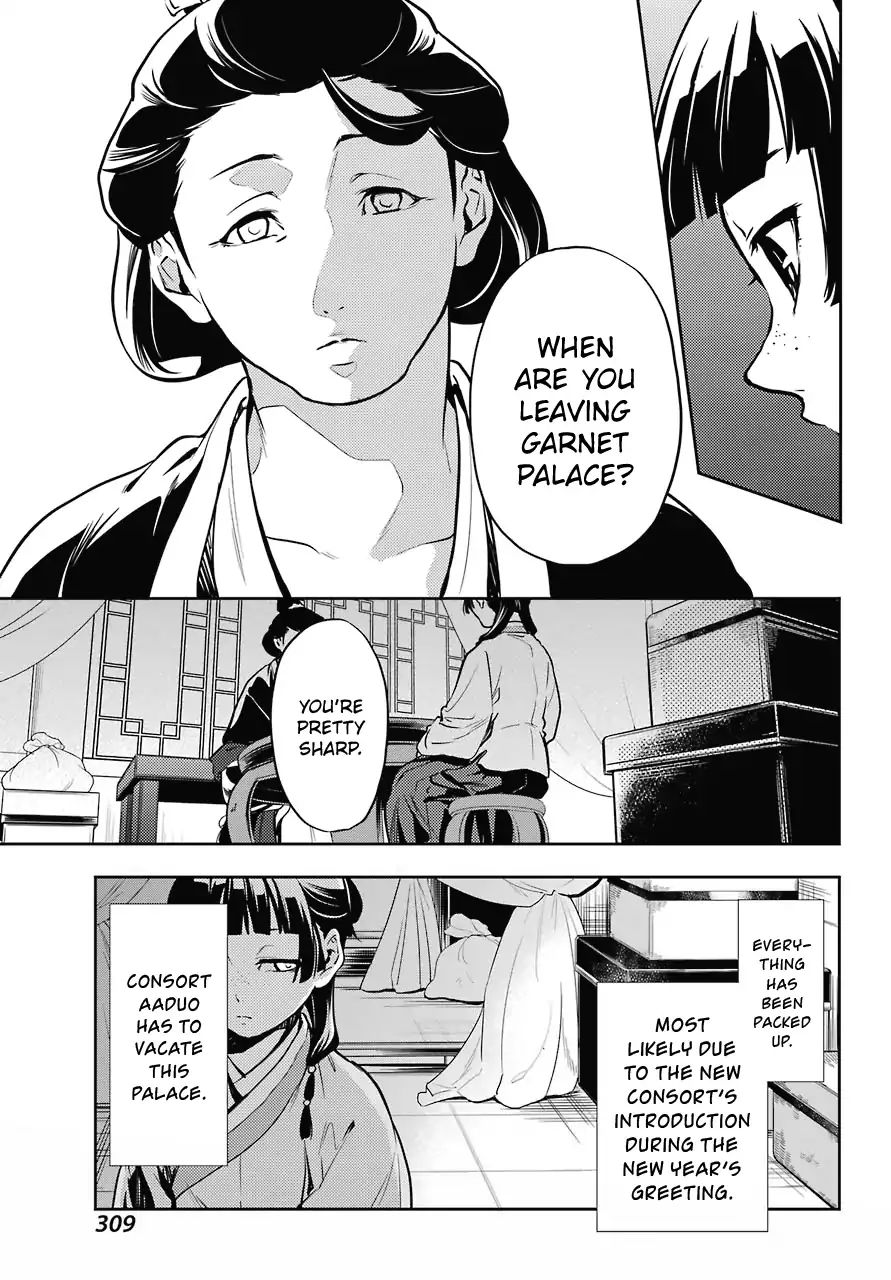 WHEN
ARE YOU
LEAVING
GARNET
PALACE?
YOU'RE
PRETTY
SHARP.
EVERY-
THING
HAS
BEEN
PACKED
UP.
MOST
LIKELY DUE
TO THE NEW
CONSORT'S
INTRODUCTION
DURING THE
NEW YEAR'S
GREETING.
CONSORT
AADUO
HAS TO
VACATE
THIS
PALACE.
309